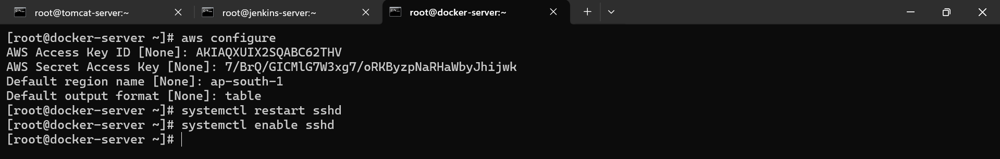 root@tomcat-server:~
root@jenkins-server:~
root@docker-server:~
[root@docker-server ~]# aws configure
AWS Access Key ID [None]: AKIAQXUIX2SQABC62THV
AWS Secret Access Key [None]: 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
Default region name [None]: ap-south-1
Default output format [None]: table
[root@docker-server ~]# systemctl restart sshd
[root@docker-server ~]# systemctl enable sshd
[root@docker-server ~]#